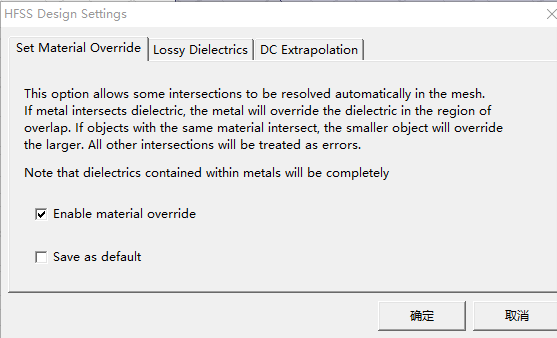 HFSS Design Settings
Set Material Override
Lossy Dielectrics
DC Extrapolation
This option allows some intersections to be resolved automatically in the mesh.
If metal intersects dielectric, the metal will override the dielectric in the region of
overlap. If objects with the same material intersect, the smaller object will override
the larger. All other intersections will be treated as errors.
Note that dielectrics contained within metals will be completely
Enable material override
Save as default
确定
取消